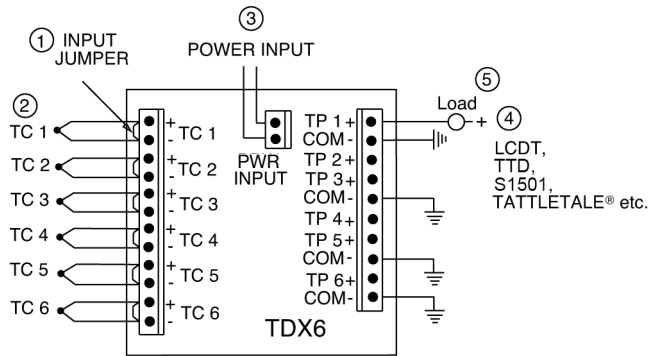 1 INPUT
JUMPER
3
POWER INPUT
2
TC 1
TC 2
TC 3
TC 4
TC 5
TC 6
+ TC 1
-
+ TC 2
-
+ TC 3
-
+ TC 4
-
+ TC 5
-
+ TC 6
-
PWR
INPUT
TP 1+
COM-
TP 2+
TP 3+
COM-
TP 4+
TP 5+
COM-
TP 6+
COM-
TDX6
5
Load
+ 4
LCDT,
TTD,
S1501,
TATTLETALE® etc.